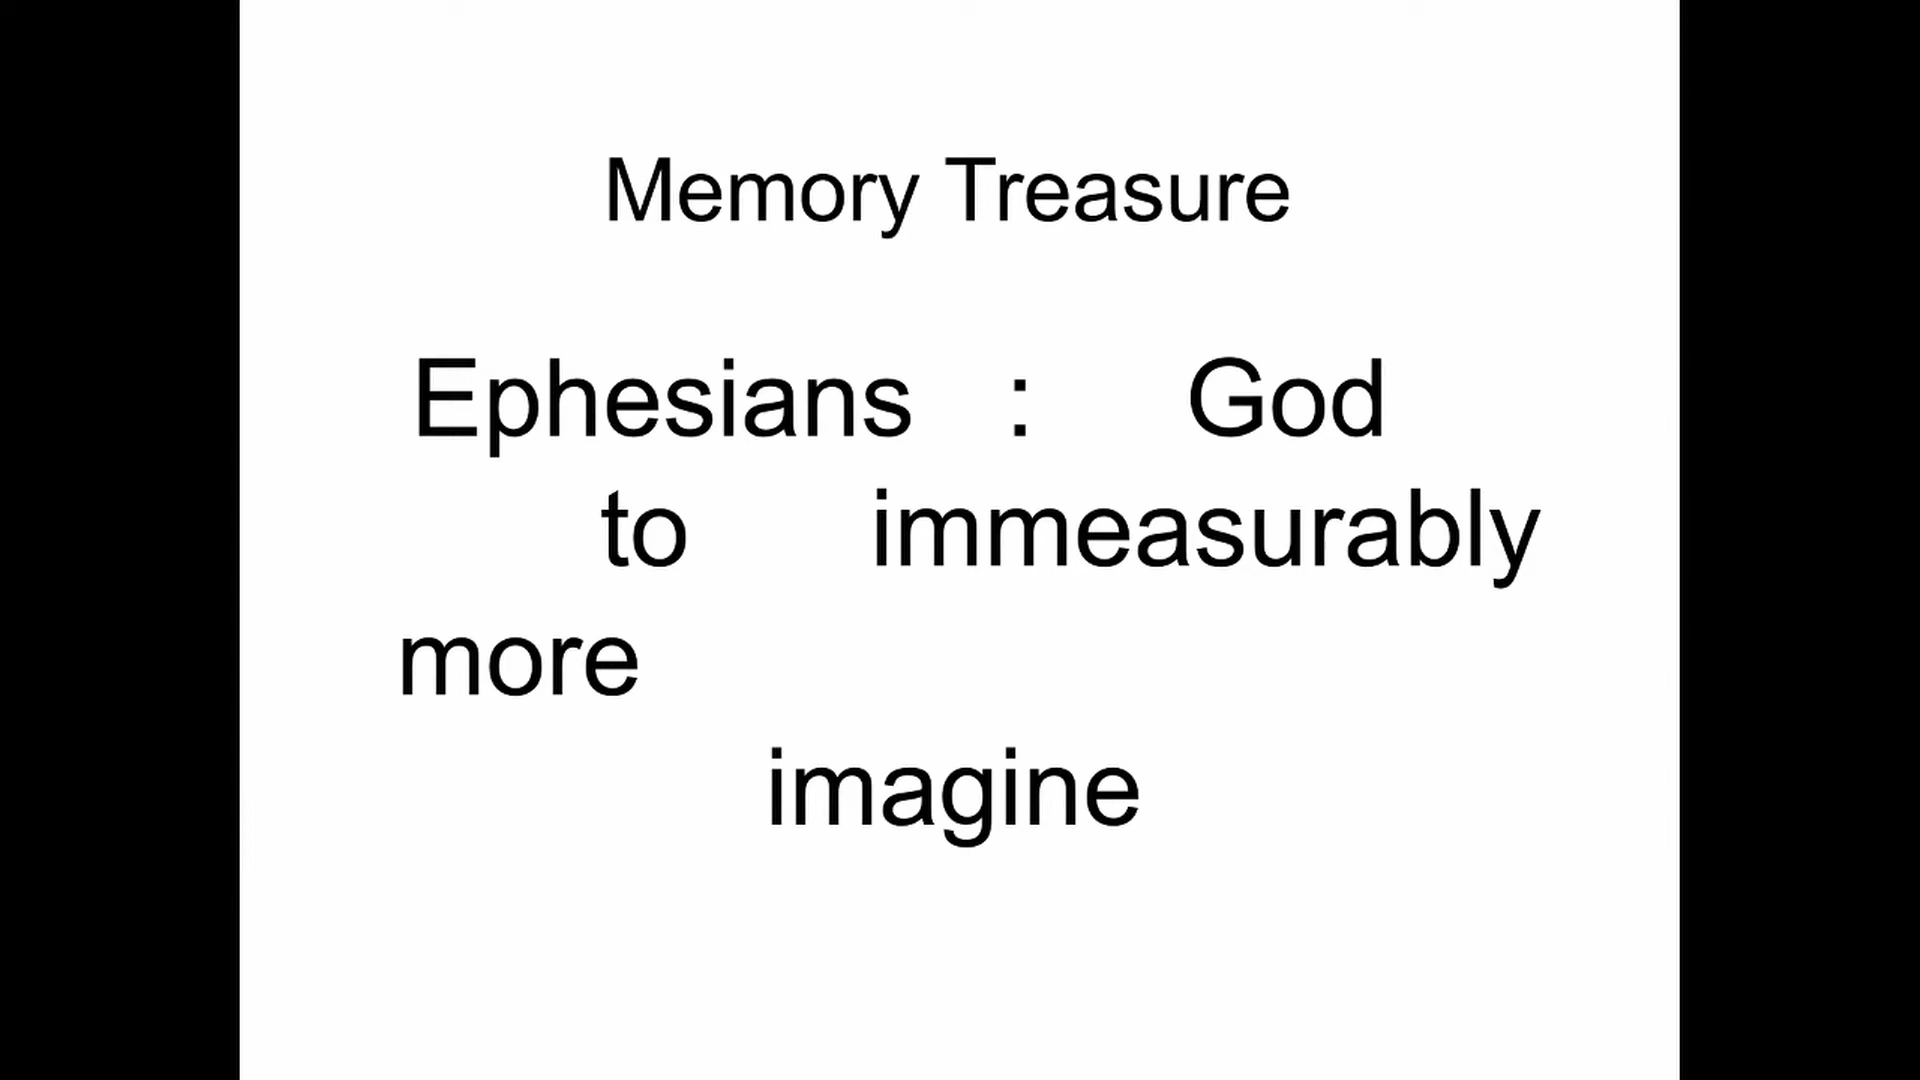 Memory Treasure
Ephesians : God
to immeasurably
more
imagine